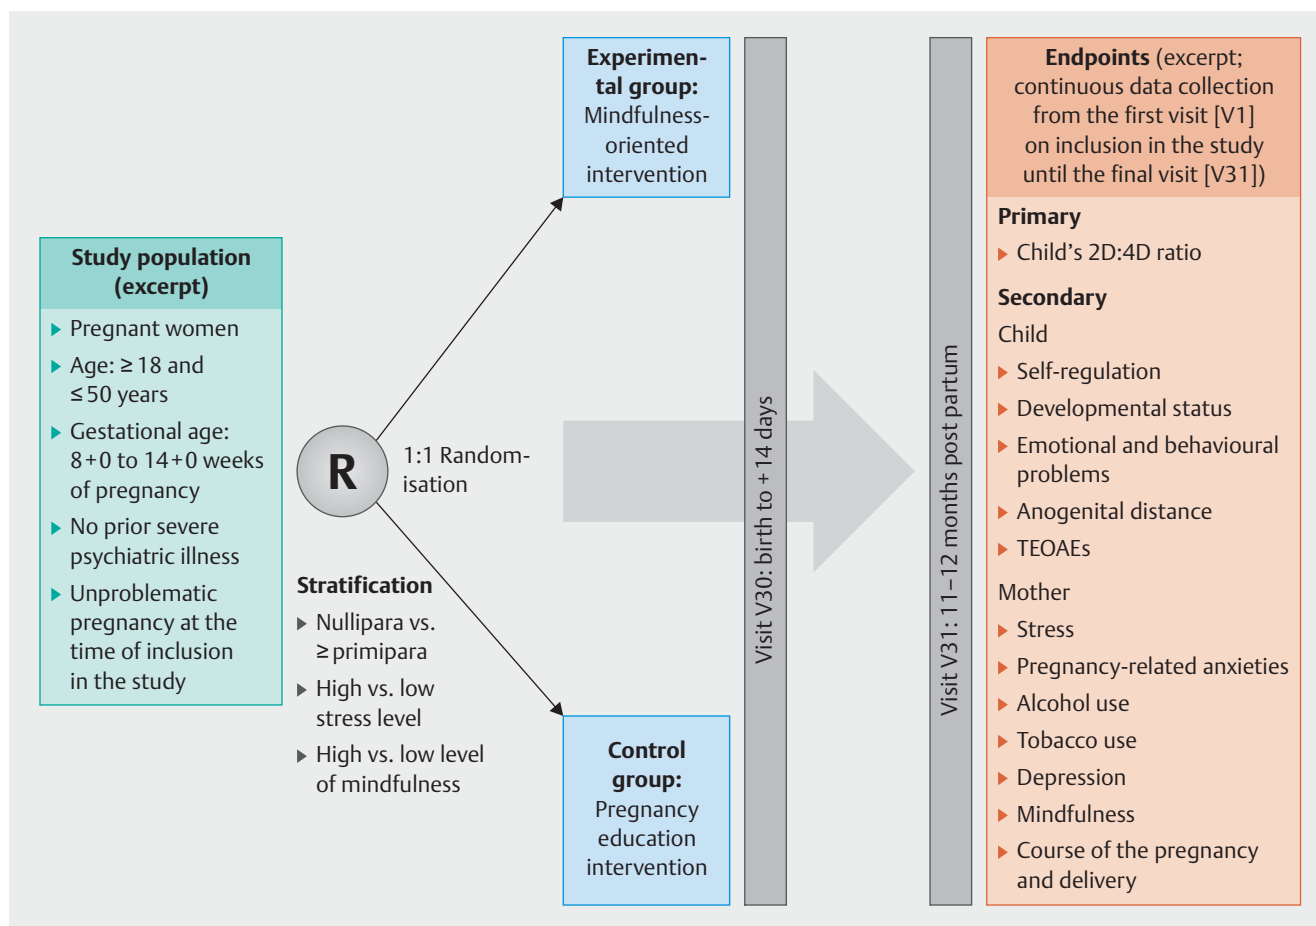 Study population
(excerpt)
Pregnant women
Age: ≥ 18 and
≤ 50 years
Gestational age:
8+0 to 14+0 weeks
of pregnancy
No prior severe
psychiatric illness
Unproblematic
pregnancy at the
time of inclusion
in the study
R
1:1 Random-
isation
Stratification
Nullipara vs.
≥ primipara
High vs. low
stress level
High vs. low level
of mindfulness
Experimen-
tal group:
Mindfulness-
oriented
intervention
Control
group:
Pregnancy
education
intervention
Visit V30: birth to + 14 days
Visit V31: 11–12 months post partum
Endpoints (excerpt;
continuous data collection
from the first visit [V1]
on inclusion in the study
until the final visit [V31])
Primary
Child's 2D:4D ratio
Secondary
Child
Self-regulation
Developmental status
Emotional and behavioural
problems
Anogenital distance
TEOAEs
Mother
Stress
Pregnancy-related anxieties
Alcohol use
Tobacco use
Depression
Mindfulness
Course of the pregnancy
and delivery